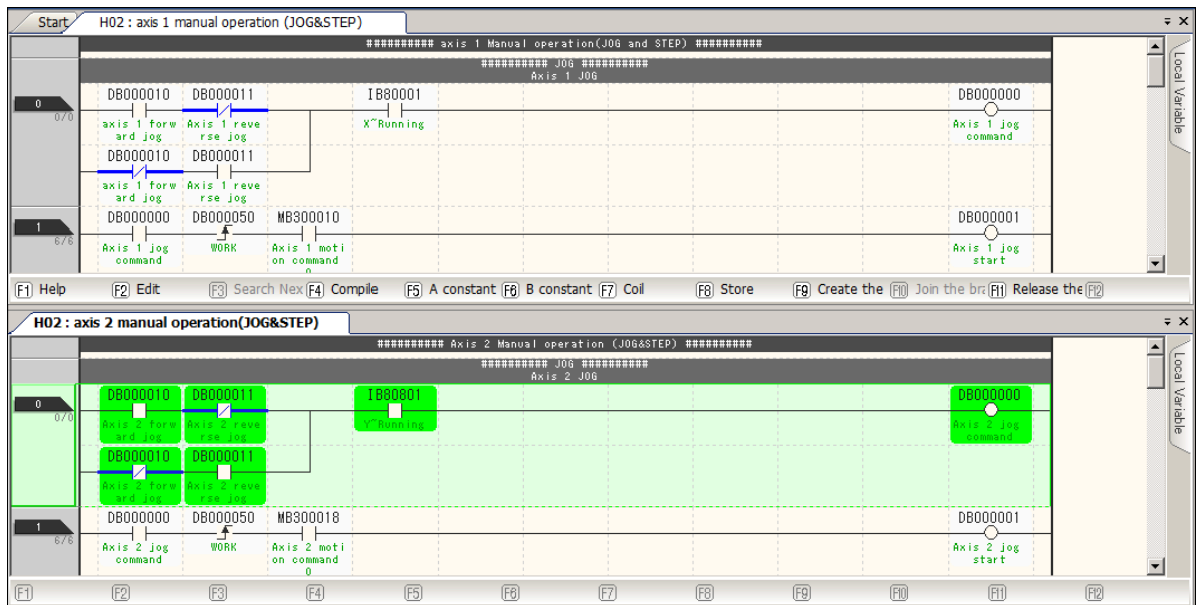 Start
H02 : axis 1 manual operation (JOG&STEP)
########## axis 1 Manual operation(JOG and STEP) ##########
########## JOG ##########
Axis 1 JOG
0
0/0
DB000010 DB000011 IB80001 DB000000
axis 1 forw Axis 1 reve X~Running Axis 1 jog
ard jog rse jog command
DB000010 DB000011
axis 1 forw Axis 1 reve
ard jog rse jog
1
6/6
DB000000 DB000050 MB300010 DB000001
Axis 1 jog WORK Axis 1 moti Axis 1 jog
command on command start
0
Local Variable
F1 Help F2 Edit F3 Search Nex F4 Compile F5 A constant F6 B constant F7 Coil F8 Store F9 Create the F10 Join the bra F11 Release the F12
H02 : axis 2 manual operation(JOG&STEP)
########## Axis 2 Manual operation (JOG&STEP) ##########
########## JOG ##########
Axis 2 JOG
0
0/0
DB000010 DB000011 IB80801 DB000000
Axis 2 forw Axis 2 reve Y~Running Axis 2 jog
ard jog rse jog command
DB000010 DB000011
Axis 2 forw Axis 2 reve
ard jog rse jog
1
6/6
DB000000 DB000050 MB300018 DB000001
Axis 2 jog WORK Axis 2 moti Axis 2 jog
command on command start
0
Local Variable
F1 F2 F3 F4 F5 F6 F7 F8 F9 F10 F11 F12